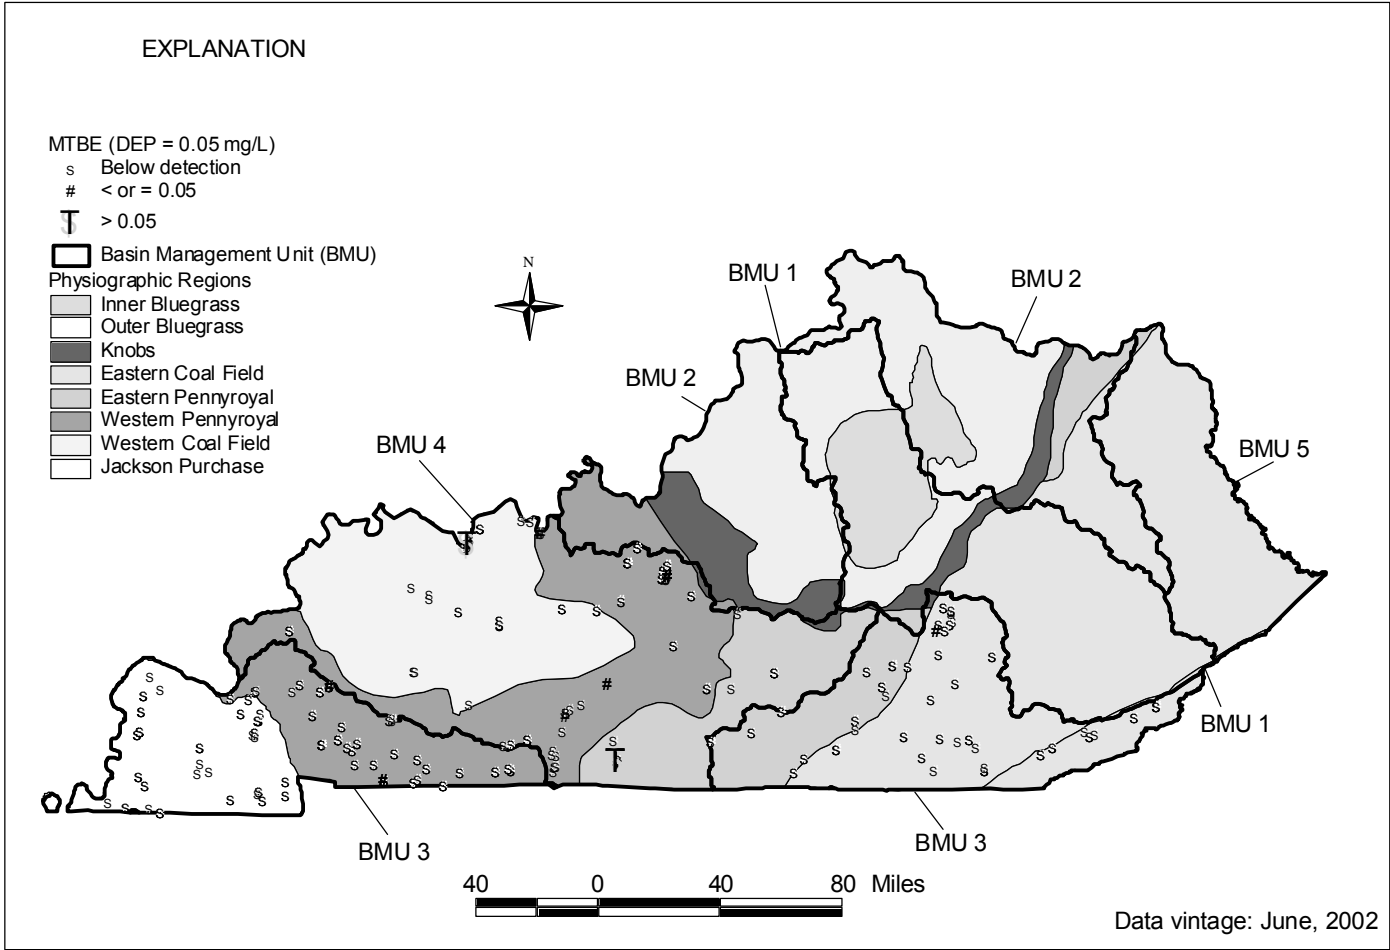 EXPLANATION
MTBE (DEP = 0.05 mg/L)
s Below detection
# < or = 0.05
T > 0.05
Basin Management Unit (BMU)
Physiographic Regions
Inner Bluegrass
Outer Bluegrass
Knobs
Eastern Coal Field
Eastern Pennyroyal
Western Pennyroyal
Western Coal Field
Jackson Purchase
N
BMU 1
BMU 2
BMU 2
BMU 4
BMU 5
BMU 1
BMU 3
BMU 3
40 0 40 80 Miles
Data vintage: June, 2002